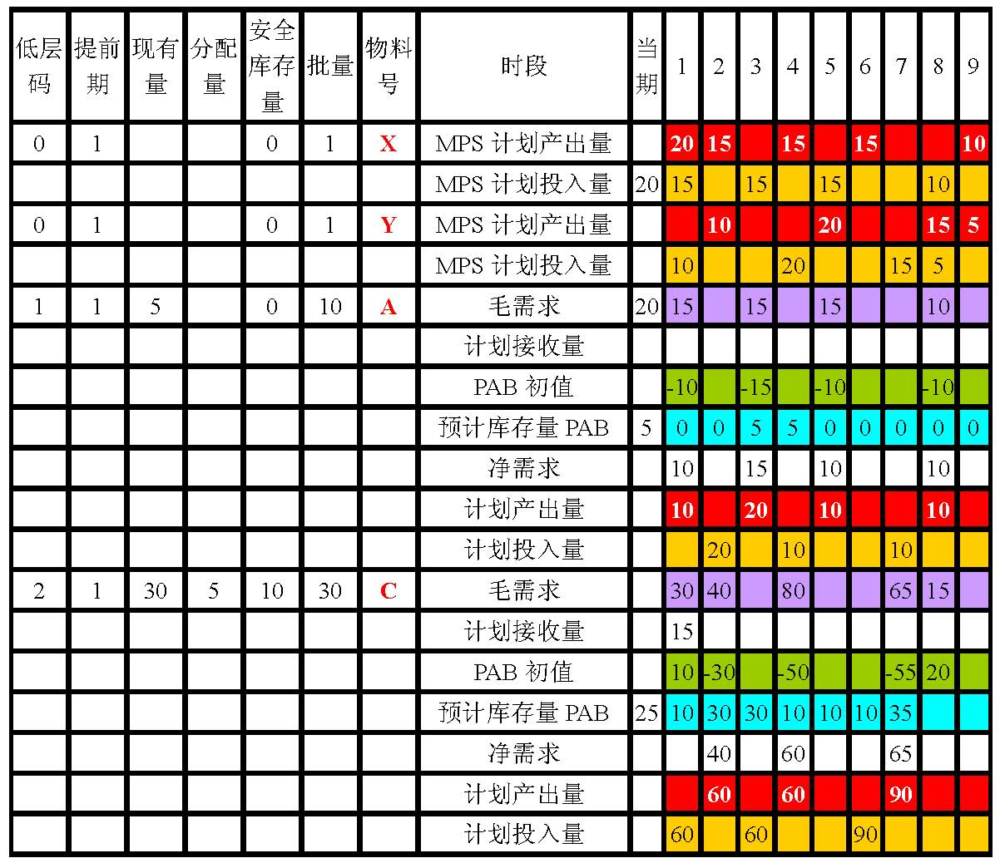 低层码 提前期 现有量 分配量 安全库存量 批量 物料号 时段 当期 1 2 3 4 5 6 7 8 9
0 1 0 1 X MPS 计划产出量 20 15 15 15 10
MPS 计划投入量 20 15 15 15 10
0 1 0 1 Y MPS 计划产出量 10 20 15 5
MPS 计划投入量 10 20 15 5
1 1 5 0 10 A 毛需求 20 15 15 15 10
计划接收量
PAB 初值 -10 -15 -10 -10
预计库存量 PAB 5 0 0 5 5 0 0 0 0 0
净需求 10 15 10 10
计划产出量 10 20 10 10
计划投入量 20 10 10
2 1 30 5 10 30 C 毛需求 30 40 80 65 15
计划接收量 15
PAB 初值 10 -30 -50 -55 20
预计库存量 PAB 25 10 30 30 10 10 10 35
净需求 40 60 65
计划产出量 60 60 90
计划投入量 60 60 90